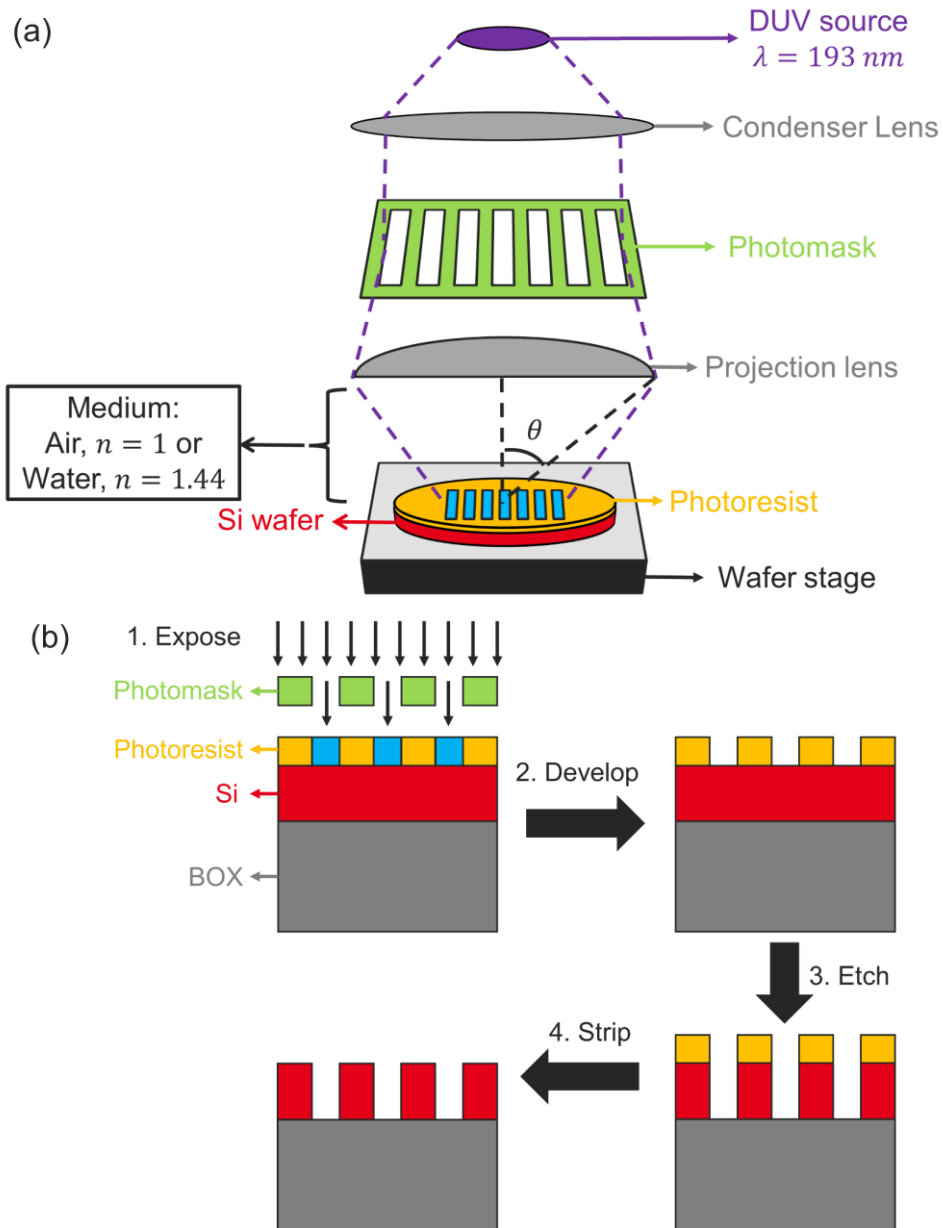 (a)
DUV source
λ = 193 nm
Condenser Lens
Photomask
Projection lens
Medium:
Air, n = 1 or
Water, n = 1.44
θ
Photoresist
Si wafer
Wafer stage
(b)
1. Expose
Photomask
Photoresist
Si
BOX
2. Develop
3. Etch
4. Strip